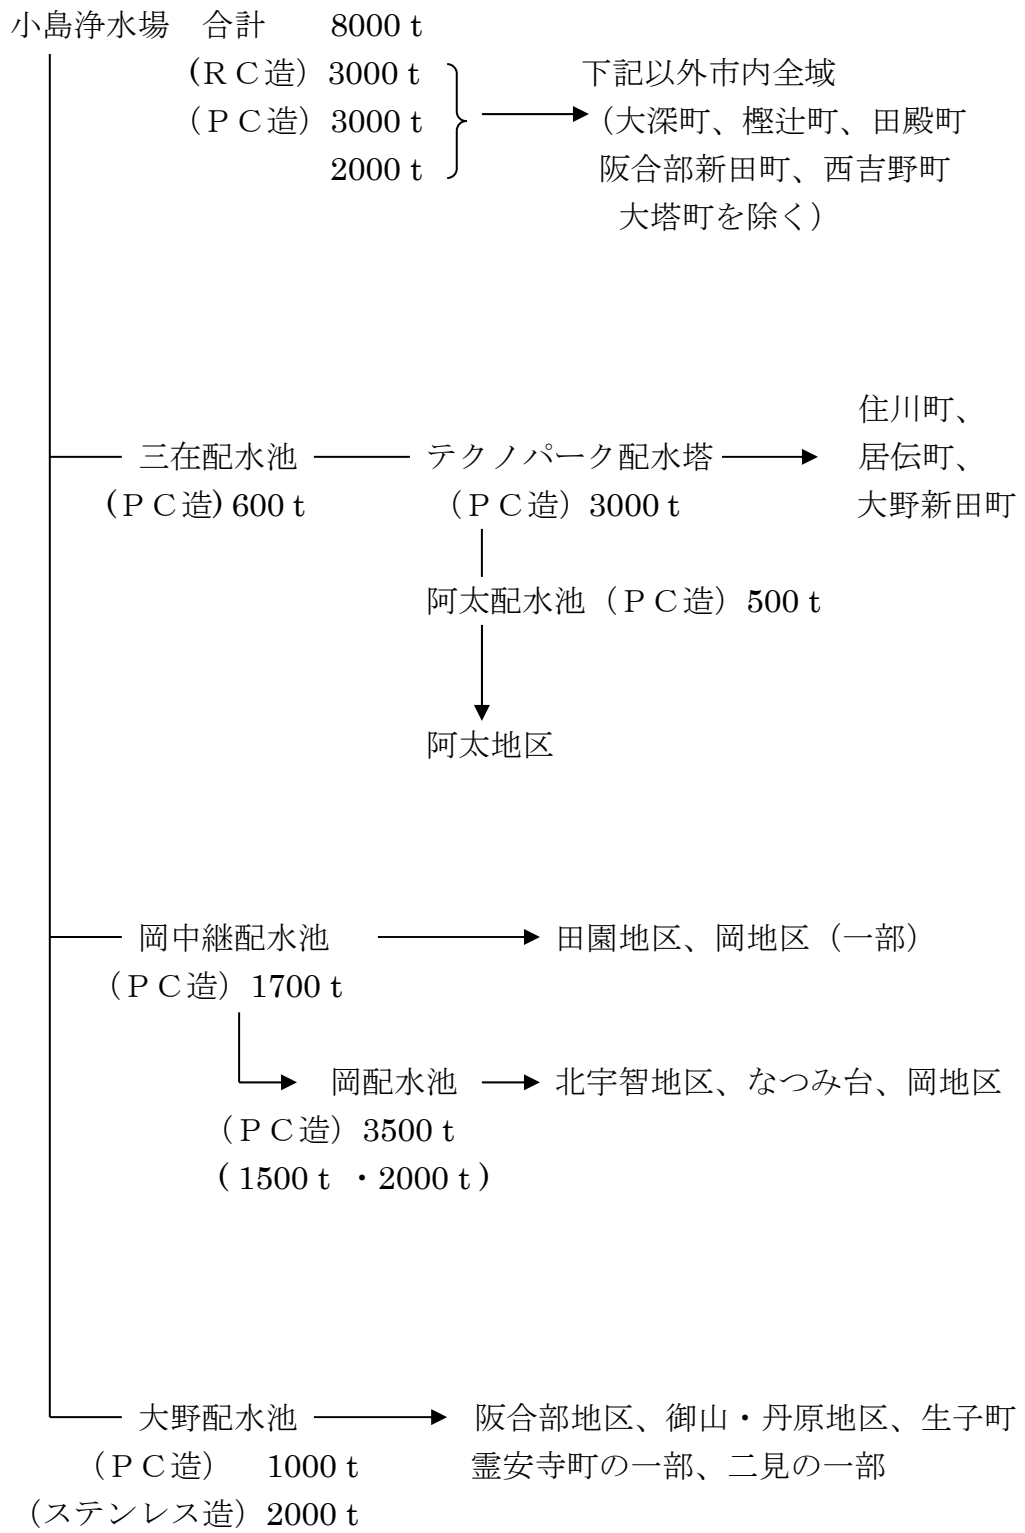 小島浄水場　合計　8000 t
(ＲＣ造) 3000 t
（ＰＣ造）3000 t
2000 t
下記以外市内全域
（大深町、樫辻町、田殿町
阪合部新田町、西吉野町
大塔町を除く）
三在配水池
(ＰＣ造) 600 t
テクノパーク配水塔
（ＰＣ造）3000 t
住川町、
居伝町、
大野新田町
阿太配水池（ＰＣ造）500 t
阿太地区
岡中継配水池
（ＰＣ造）1700 t
田園地区、岡地区（一部）
岡配水池
（ＰＣ造）3500 t
( 1500 t ・2000 t )
北宇智地区、なつみ台、岡地区
大野配水池
（ＰＣ造）　1000 t
（ステンレス造）2000 t
阪合部地区、御山・丹原地区、生子町
霊安寺町の一部、二見の一部